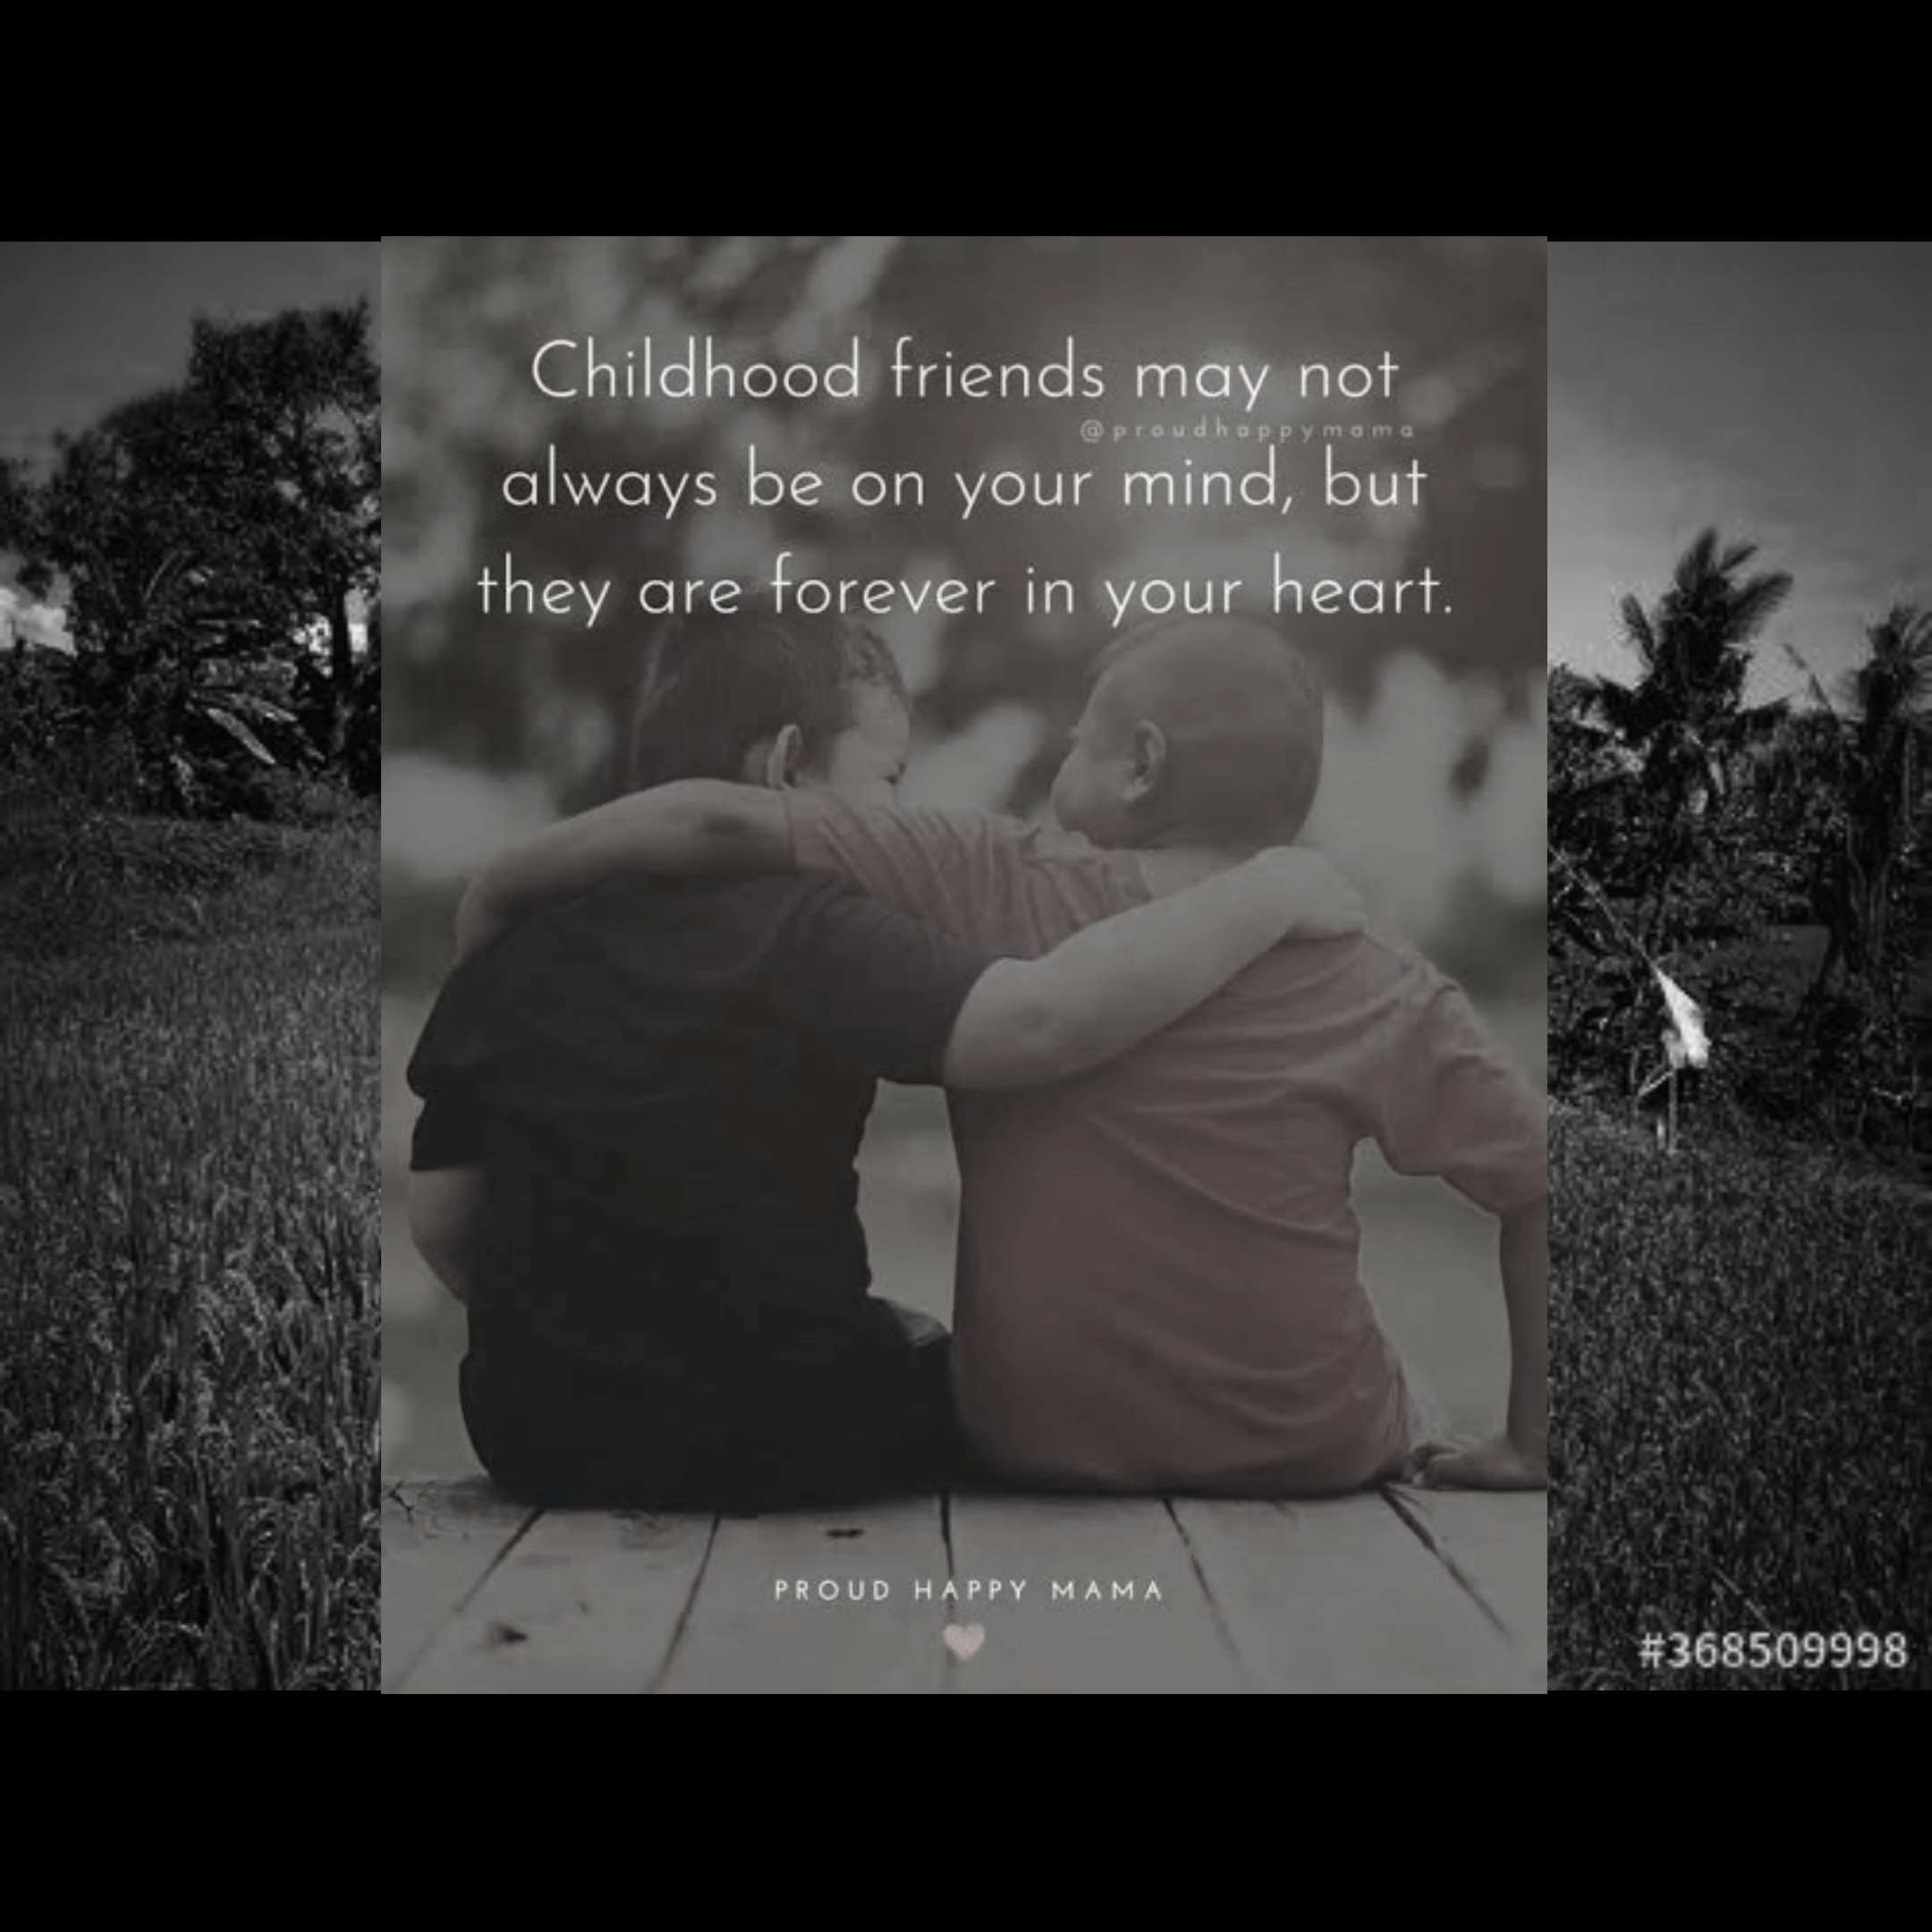 Childhood friends may not
@proudhappymama
always be on your mind, but
they are forever in your heart.
PROUD HAPPY MAMA
#368509998